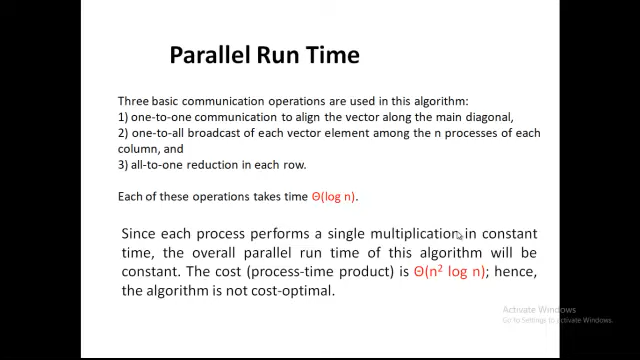 Parallel Run Time
Three basic communication operations are used in this algorithm:
1) one-to-one communication to align the vector along the main diagonal,
2) one-to-all broadcast of each vector element among the n processes of each
column, and
3) all-to-one reduction in each row.
Each of these operations takes time Θ(log n).
Since each process performs a single multiplication in constant
time, the overall parallel run time of this algorithm will be
constant. The cost (process-time product) is Θ(n² log n); hence,
the algorithm is not cost-optimal.
Activate Windows
Go to Settings to activate Windows.